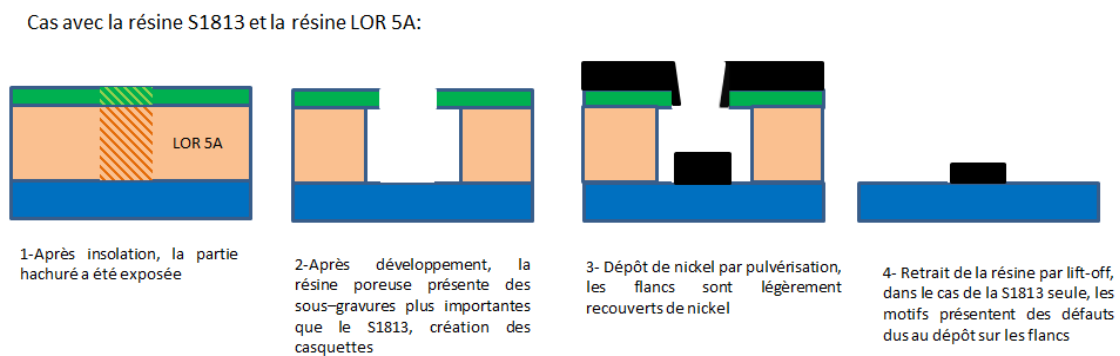 Cas avec la résine S1813 et la résine LOR 5A:
LOR 5A
1-Après insolation, la partie
hachuré a été exposée
2-Après développement, la
résine poreuse présente des
sous–gravures plus importantes
que le S1813, création des
casquettes
3- Dépôt de nickel par pulvérisation,
les flancs sont légèrement
recouverts de nickel
4- Retrait de la résine par lift-off,
dans le cas de la S1813 seule, les
motifs présentent des défauts
dus au dépôt sur les flancs